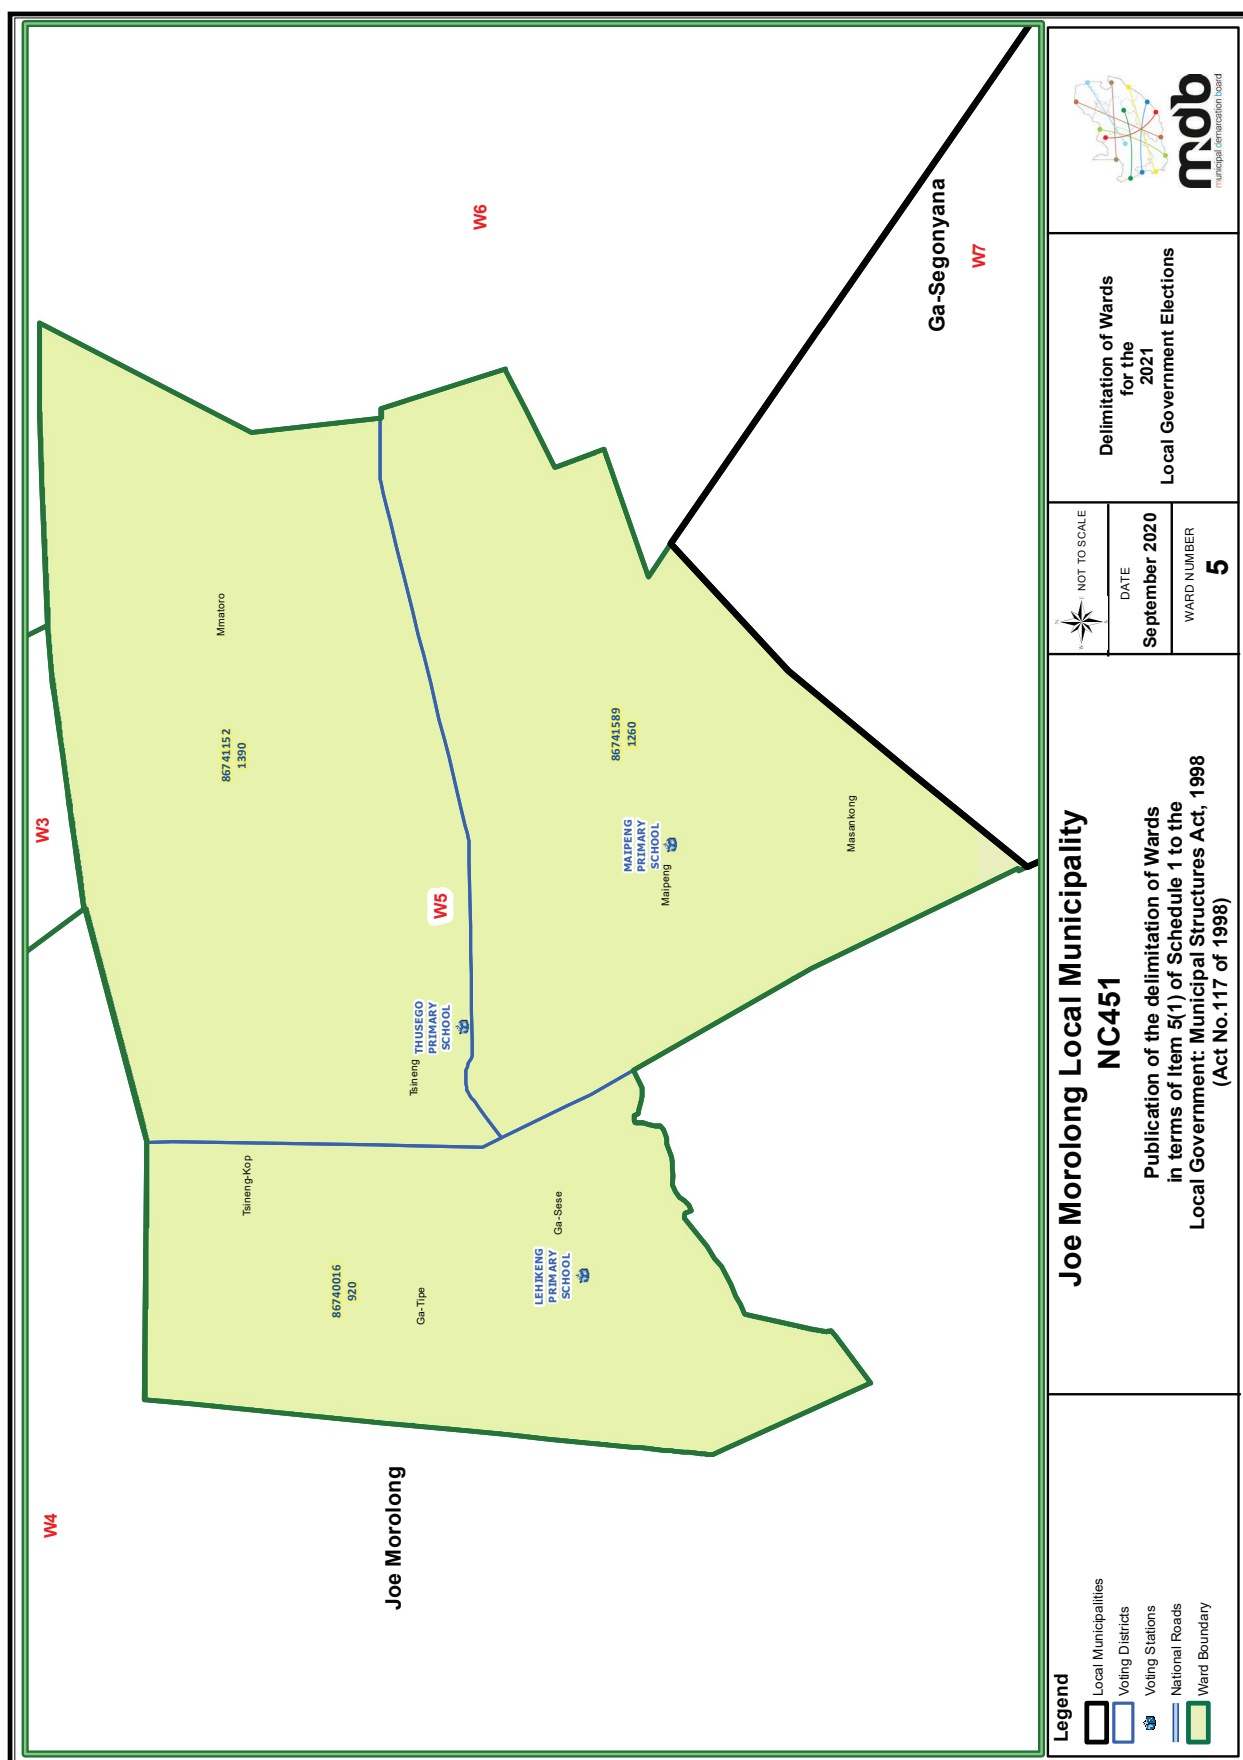 W4
W3
W6
W5
W7
Joe Morolong
Ga-Segonyana
Mmatoro
86741152
1390
Tsineng-Kop
86740016
920
Ga-Tipe
Tsineng
THUSEGO
PRIMARY
SCHOOL
Ga-Sese
LEHIKENG
PRIMARY
SCHOOL
86741589
1260
MAIPENG
PRIMARY
SCHOOL
Maipeng
Masankong
Legend
Local Municipalities
Voting Districts
Voting Stations
National Roads
Ward Boundary
Joe Morolong Local Municipality
NC451
Publication of the delimitation of Wards
in terms of Item 5(1) of Schedule 1 to the
Local Government: Municipal Structures Act, 1998
(Act No.117 of 1998)
NOT TO SCALE
DATE
September 2020
WARD NUMBER
5
Delimitation of Wards
for the
2021
Local Government Elections
mdb
municipal demarcation board